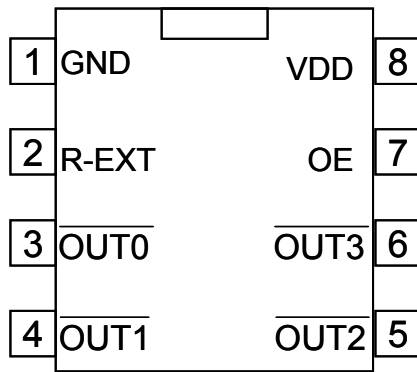 1 GND VDD 8
2 R-EXT OE 7
3 OUT0 OUT3 6
4 OUT1 OUT2 5